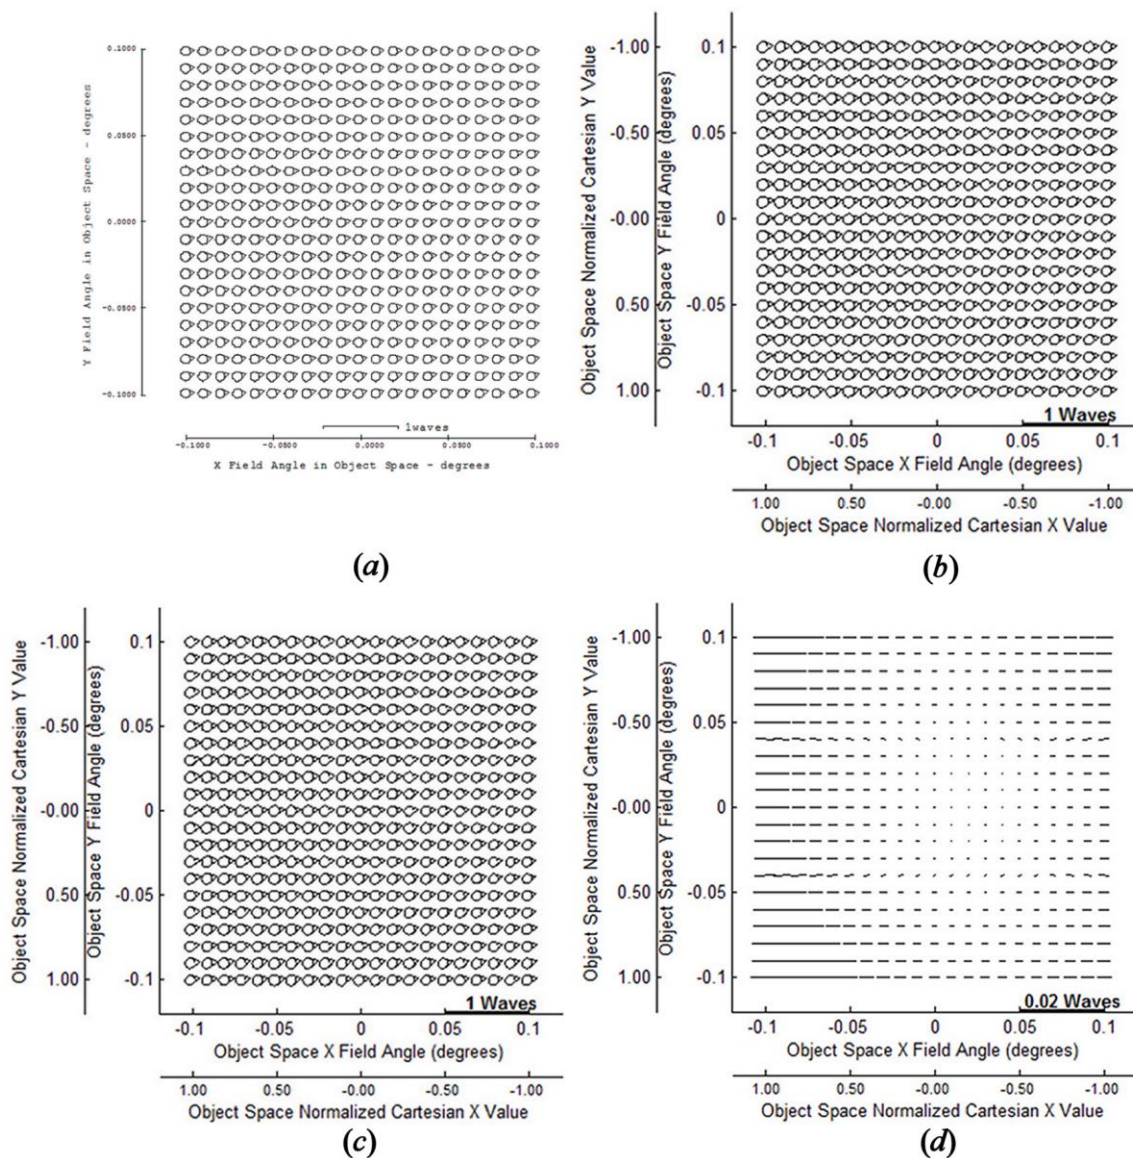 0.1000
0.0500
0.0000
-0.0500
-0.1000
Y Field Angle in Object Space - degrees
1waves
-0.1000 -0.0500 0.0000 0.0500 0.1000
X Field Angle in Object Space - degrees
(a)
Object Space Normalized Cartesian Y Value
-1.00
-0.50
-0.00
0.50
1.00
Object Space Y Field Angle (degrees)
0.1
0.05
0
-0.05
-0.1
1 Waves
-0.1 -0.05 0 0.05 0.1
Object Space X Field Angle (degrees)
1.00 0.50 -0.00 -0.50 -1.00
Object Space Normalized Cartesian X Value
(b)
Object Space Normalized Cartesian Y Value
-1.00
-0.50
-0.00
0.50
1.00
Object Space Y Field Angle (degrees)
0.1
0.05
0
-0.05
-0.1
1 Waves
-0.1 -0.05 0 0.05 0.1
Object Space X Field Angle (degrees)
1.00 0.50 -0.00 -0.50 -1.00
Object Space Normalized Cartesian X Value
(c)
Object Space Normalized Cartesian Y Value
-1.00
-0.50
-0.00
0.50
1.00
Object Space Y Field Angle (degrees)
0.1
0.05
0
-0.05
-0.1
0.02 Waves
-0.1 -0.05 0 0.05 0.1
Object Space X Field Angle (degrees)
1.00 0.50 -0.00 -0.50 -1.00
Object Space Normalized Cartesian X Value
(d)